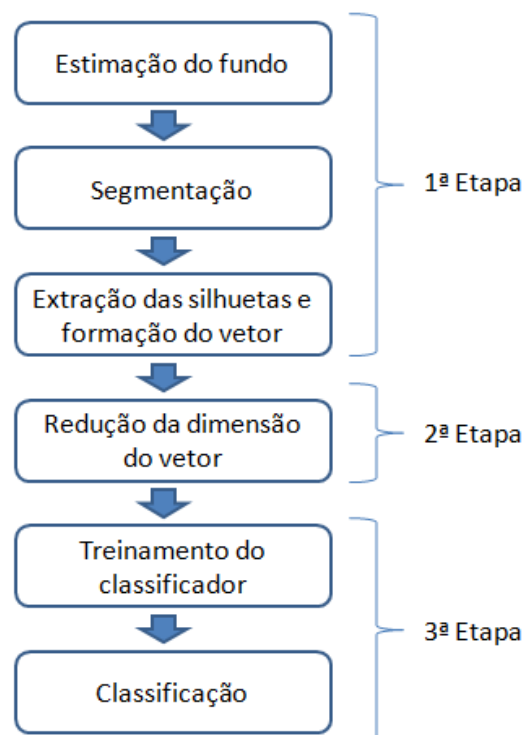 Estimação do fundo
Segmentação
1ª Etapa
Extração das silhuetas e
formação do vetor
Redução da dimensão
do vetor
2ª Etapa
Treinamento do
classificador
3ª Etapa
Classificação